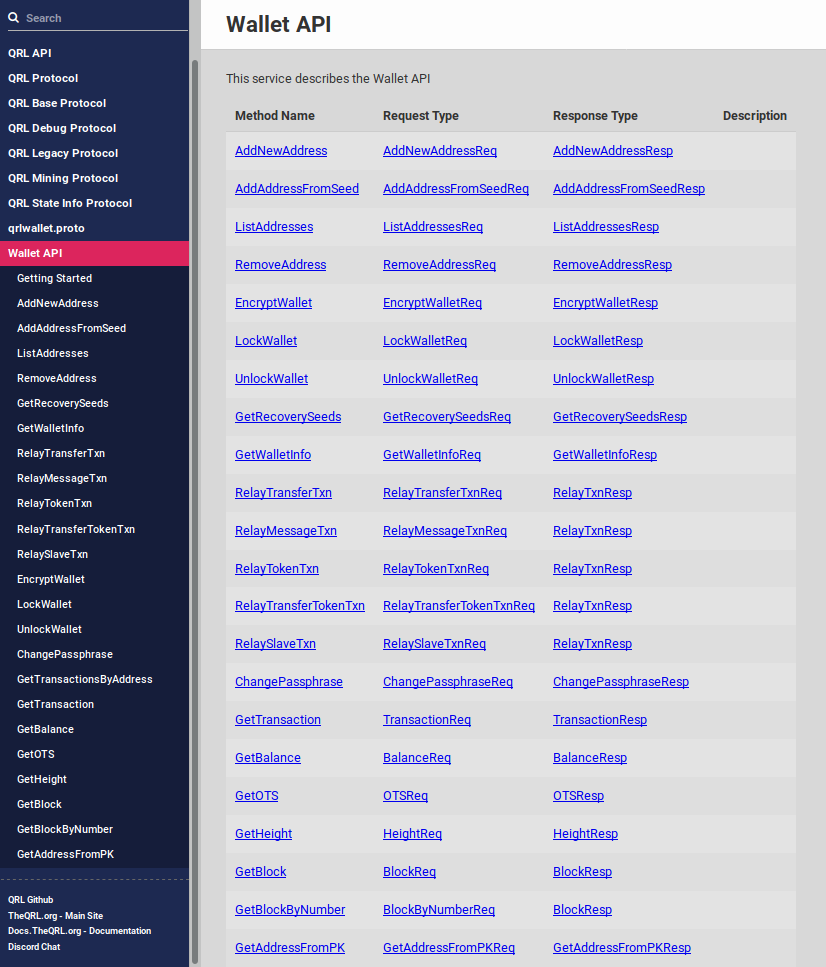 Search
QRL API
QRL Protocol
QRL Base Protocol
QRL Debug Protocol
QRL Legacy Protocol
QRL Mining Protocol
QRL State Info Protocol
qrlwallet.proto
Wallet API
Getting Started
AddNewAddress
AddAddressFromSeed
ListAddresses
RemoveAddress
GetRecoverySeeds
GetWalletInfo
RelayTransferTxn
RelayMessageTxn
RelayTokenTxn
RelayTransferTokenTxn
RelaySlaveTxn
EncryptWallet
LockWallet
UnlockWallet
ChangePassphrase
GetTransactionsByAddress
GetTransaction
GetBalance
GetOTS
GetHeight
GetBlock
GetBlockByNumber
GetAddressFromPK
QRL Github
TheQRL.org - Main Site
Docs.TheQRL.org - Documentation
Discord Chat
Wallet API
This service describes the Wallet API
Method Name Request Type Response Type Description
AddNewAddress AddNewAddressReq AddNewAddressResp
AddAddressFromSeed AddAddressFromSeedReq AddAddressFromSeedResp
ListAddresses ListAddressesReq ListAddressesResp
RemoveAddress RemoveAddressReq RemoveAddressResp
EncryptWallet EncryptWalletReq EncryptWalletResp
LockWallet LockWalletReq LockWalletResp
UnlockWallet UnlockWalletReq UnlockWalletResp
GetRecoverySeeds GetRecoverySeedsReq GetRecoverySeedsResp
GetWalletInfo GetWalletInfoReq GetWalletInfoResp
RelayTransferTxn RelayTransferTxnReq RelayTxnResp
RelayMessageTxn RelayMessageTxnReq RelayTxnResp
RelayTokenTxn RelayTokenTxnReq RelayTxnResp
RelayTransferTokenTxn RelayTransferTokenTxnReq RelayTxnResp
RelaySlaveTxn RelaySlaveTxnReq RelayTxnResp
ChangePassphrase ChangePassphraseReq ChangePassphraseResp
GetTransaction TransactionReq TransactionResp
GetBalance BalanceReq BalanceResp
GetOTS OTSReq OTSResp
GetHeight HeightReq HeightResp
GetBlock BlockReq BlockResp
GetBlockByNumber BlockByNumberReq BlockResp
GetAddressFromPK GetAddressFromPKReq GetAddressFromPKResp